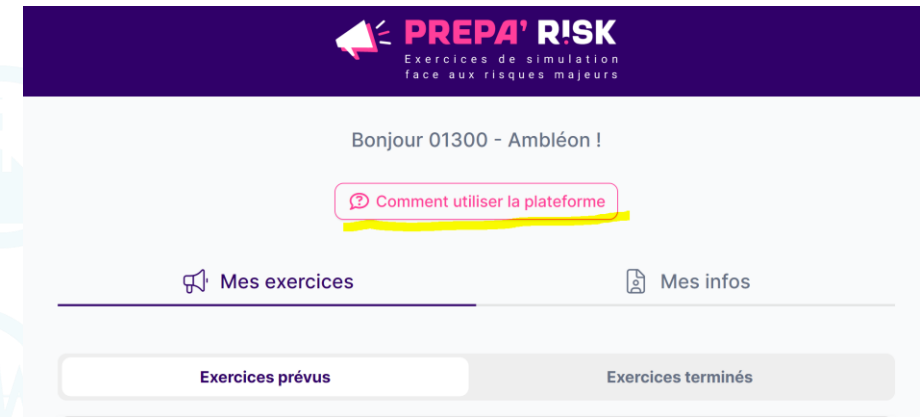 PREPA' R!SK
Exercices de simulation
face aux risques majeurs
Bonjour 01300 - Ambléon !
Comment utiliser la plateforme
Mes exercices
Mes infos
Exercices prévus
Exercices terminés